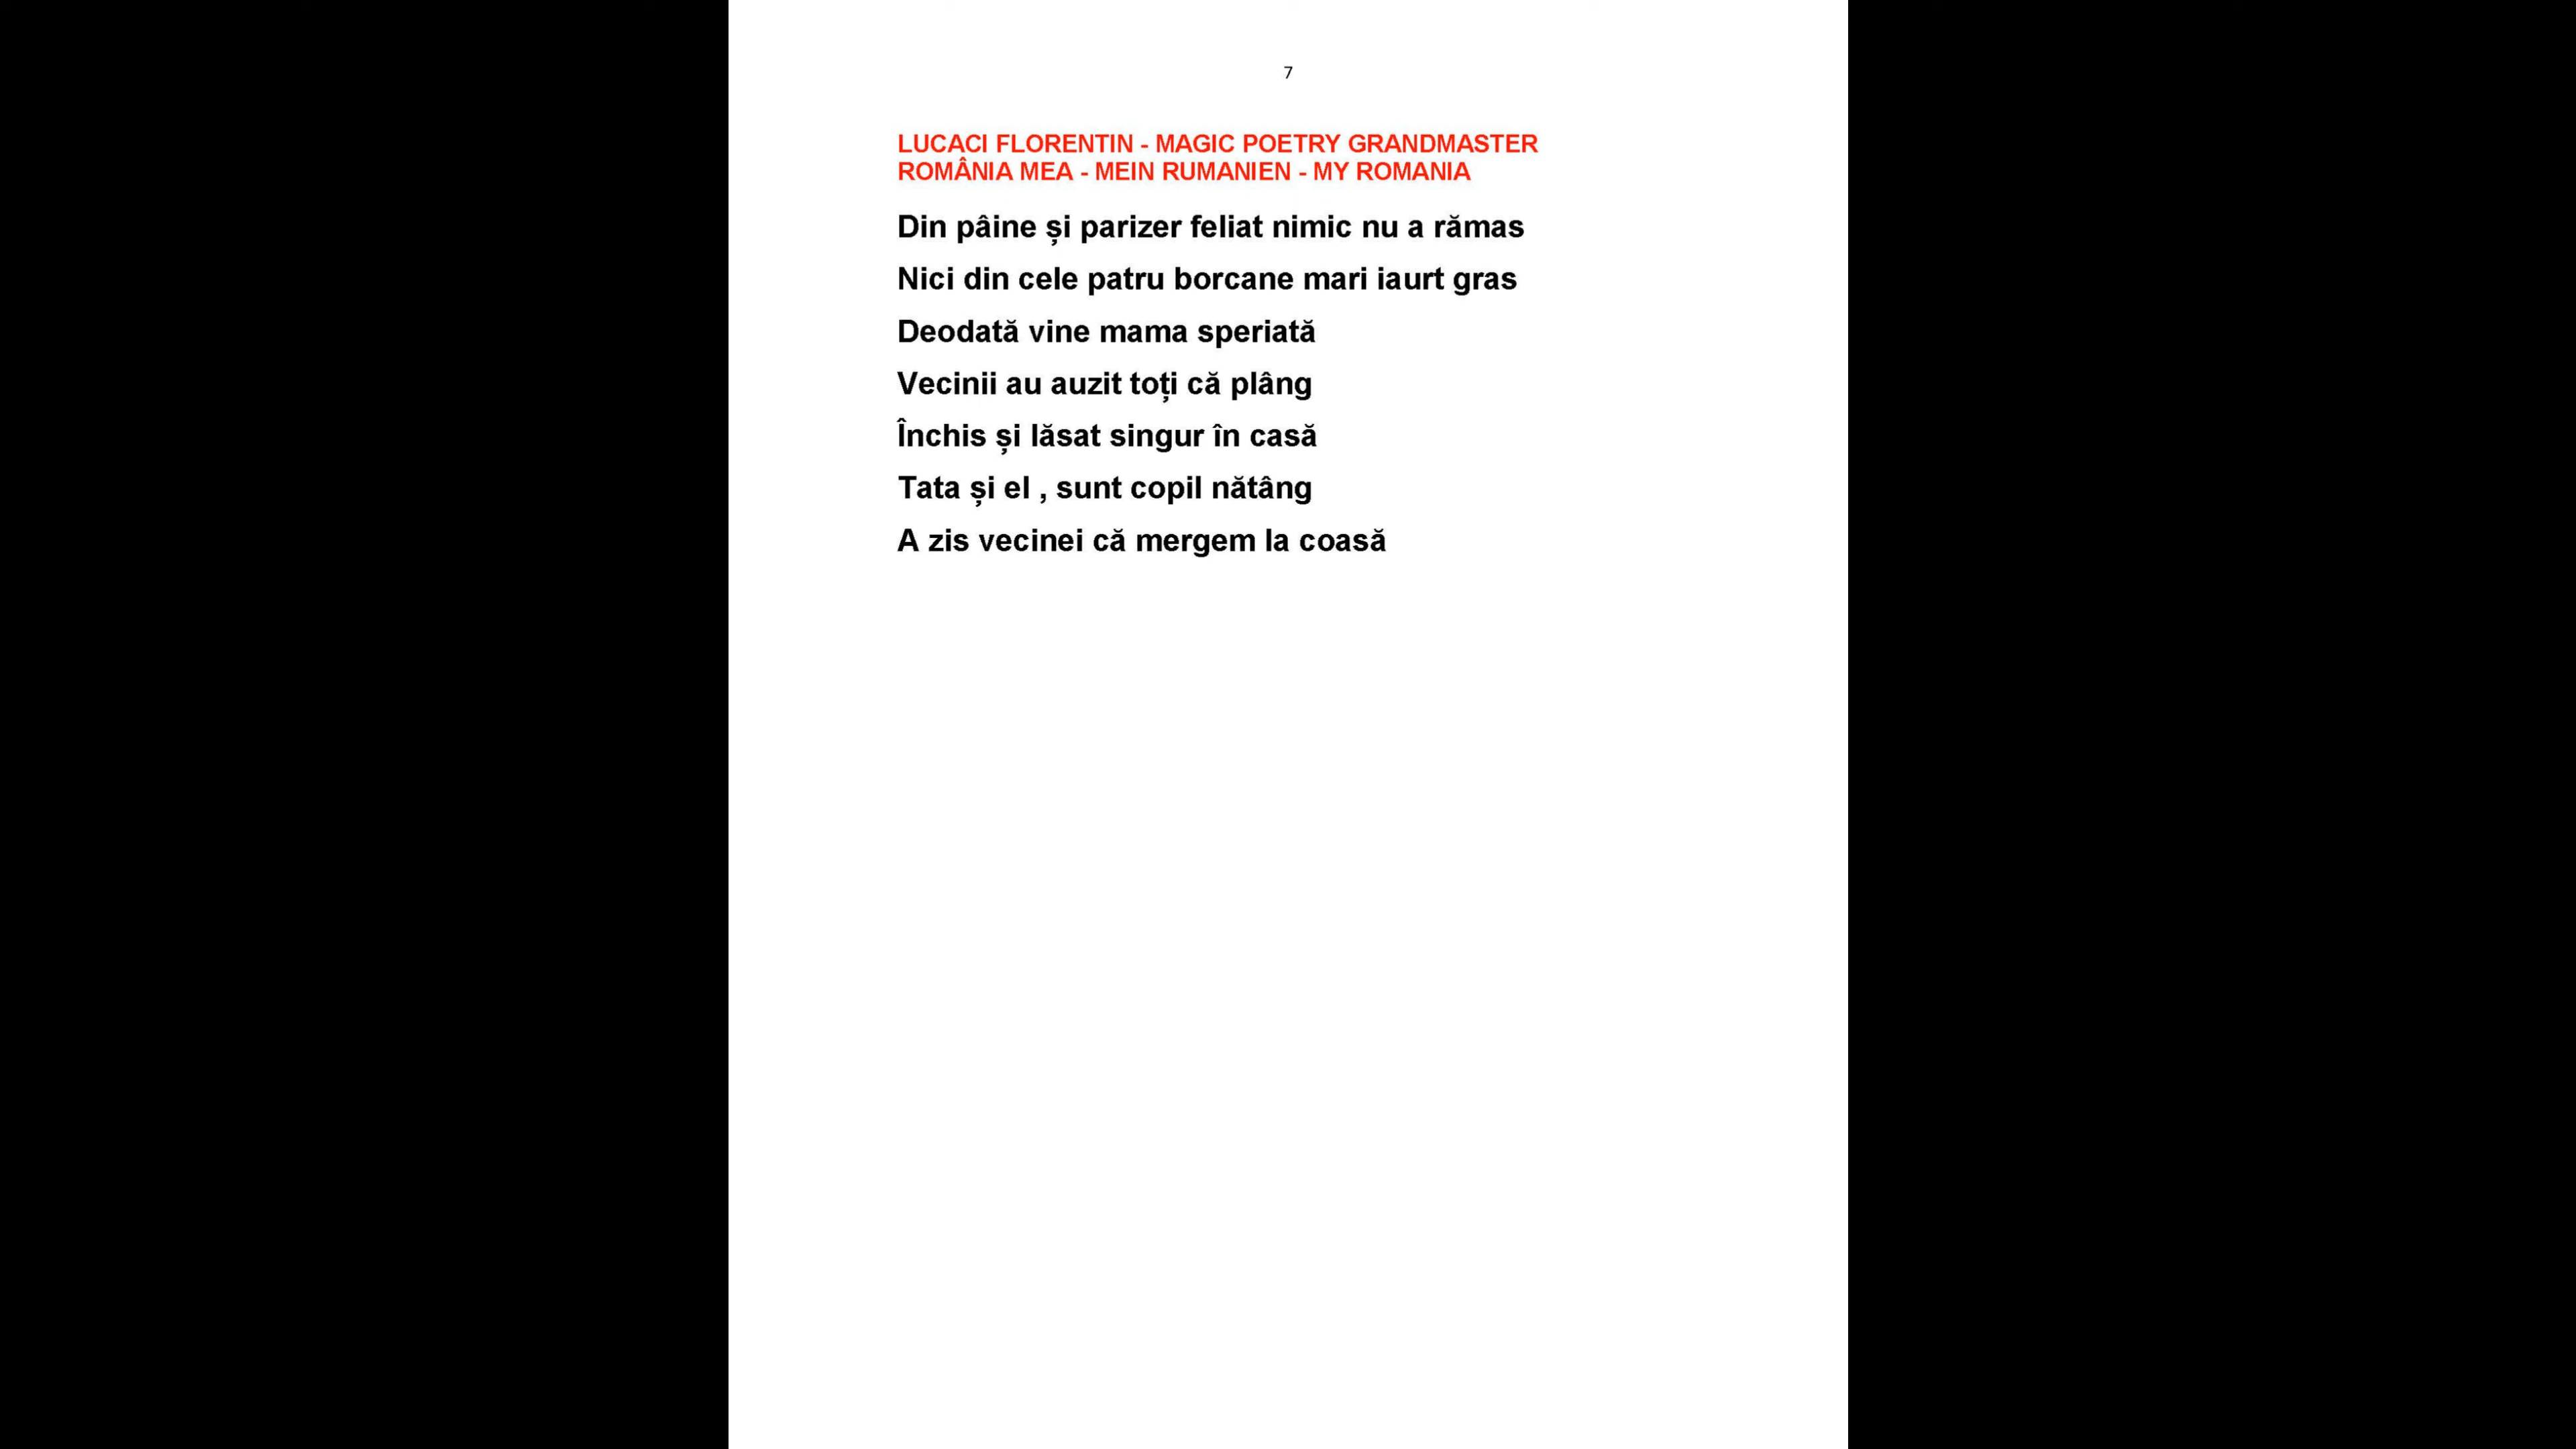 7
LUCACI FLORENTIN - MAGIC POETRY GRANDMASTER
ROMÂNIA MEA - MEIN RUMANIEN - MY ROMANIA
Din pâine și parizer feliat nimic nu a rămas
Nici din cele patru borcane mari iaurt gras
Deodată vine mama speriată
Vecinii au auzit toți că plâng
Închis și lăsat singur în casă
Tata și el , sunt copil nătâng
A zis vecinei că mergem la coasă